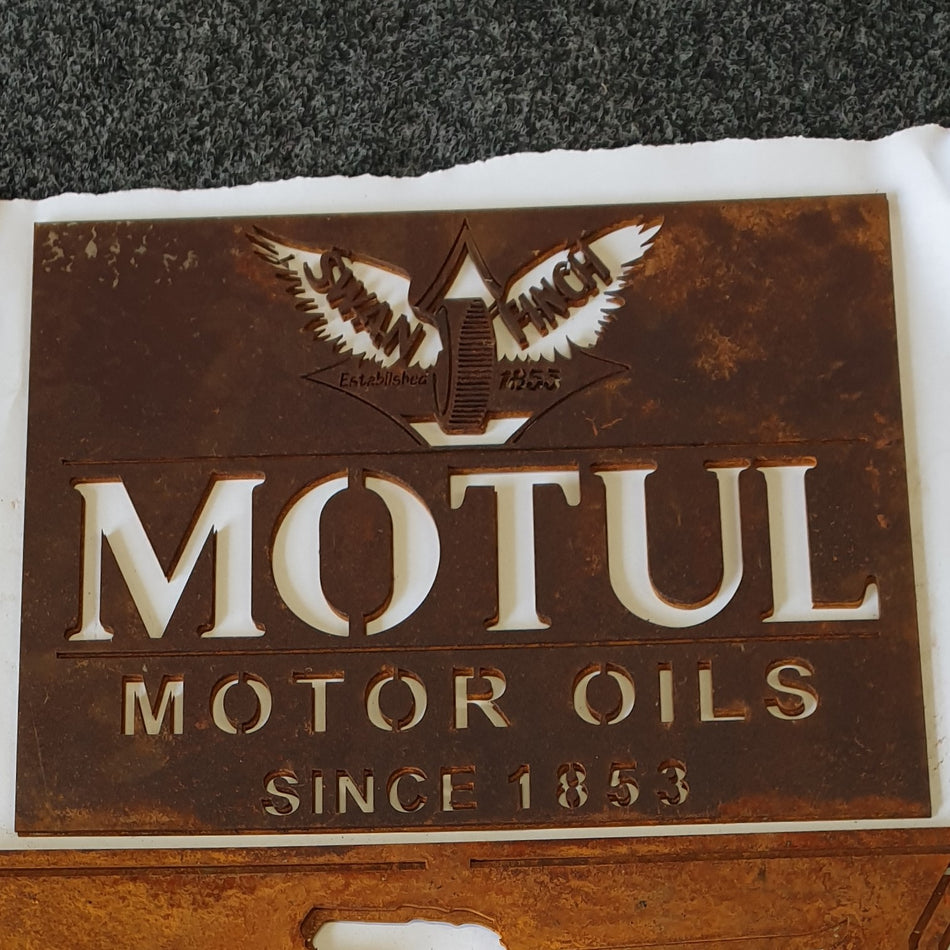 SWAN FINCH
Established 1853
MOTUL
MOTOR OILS
SINCE 1853